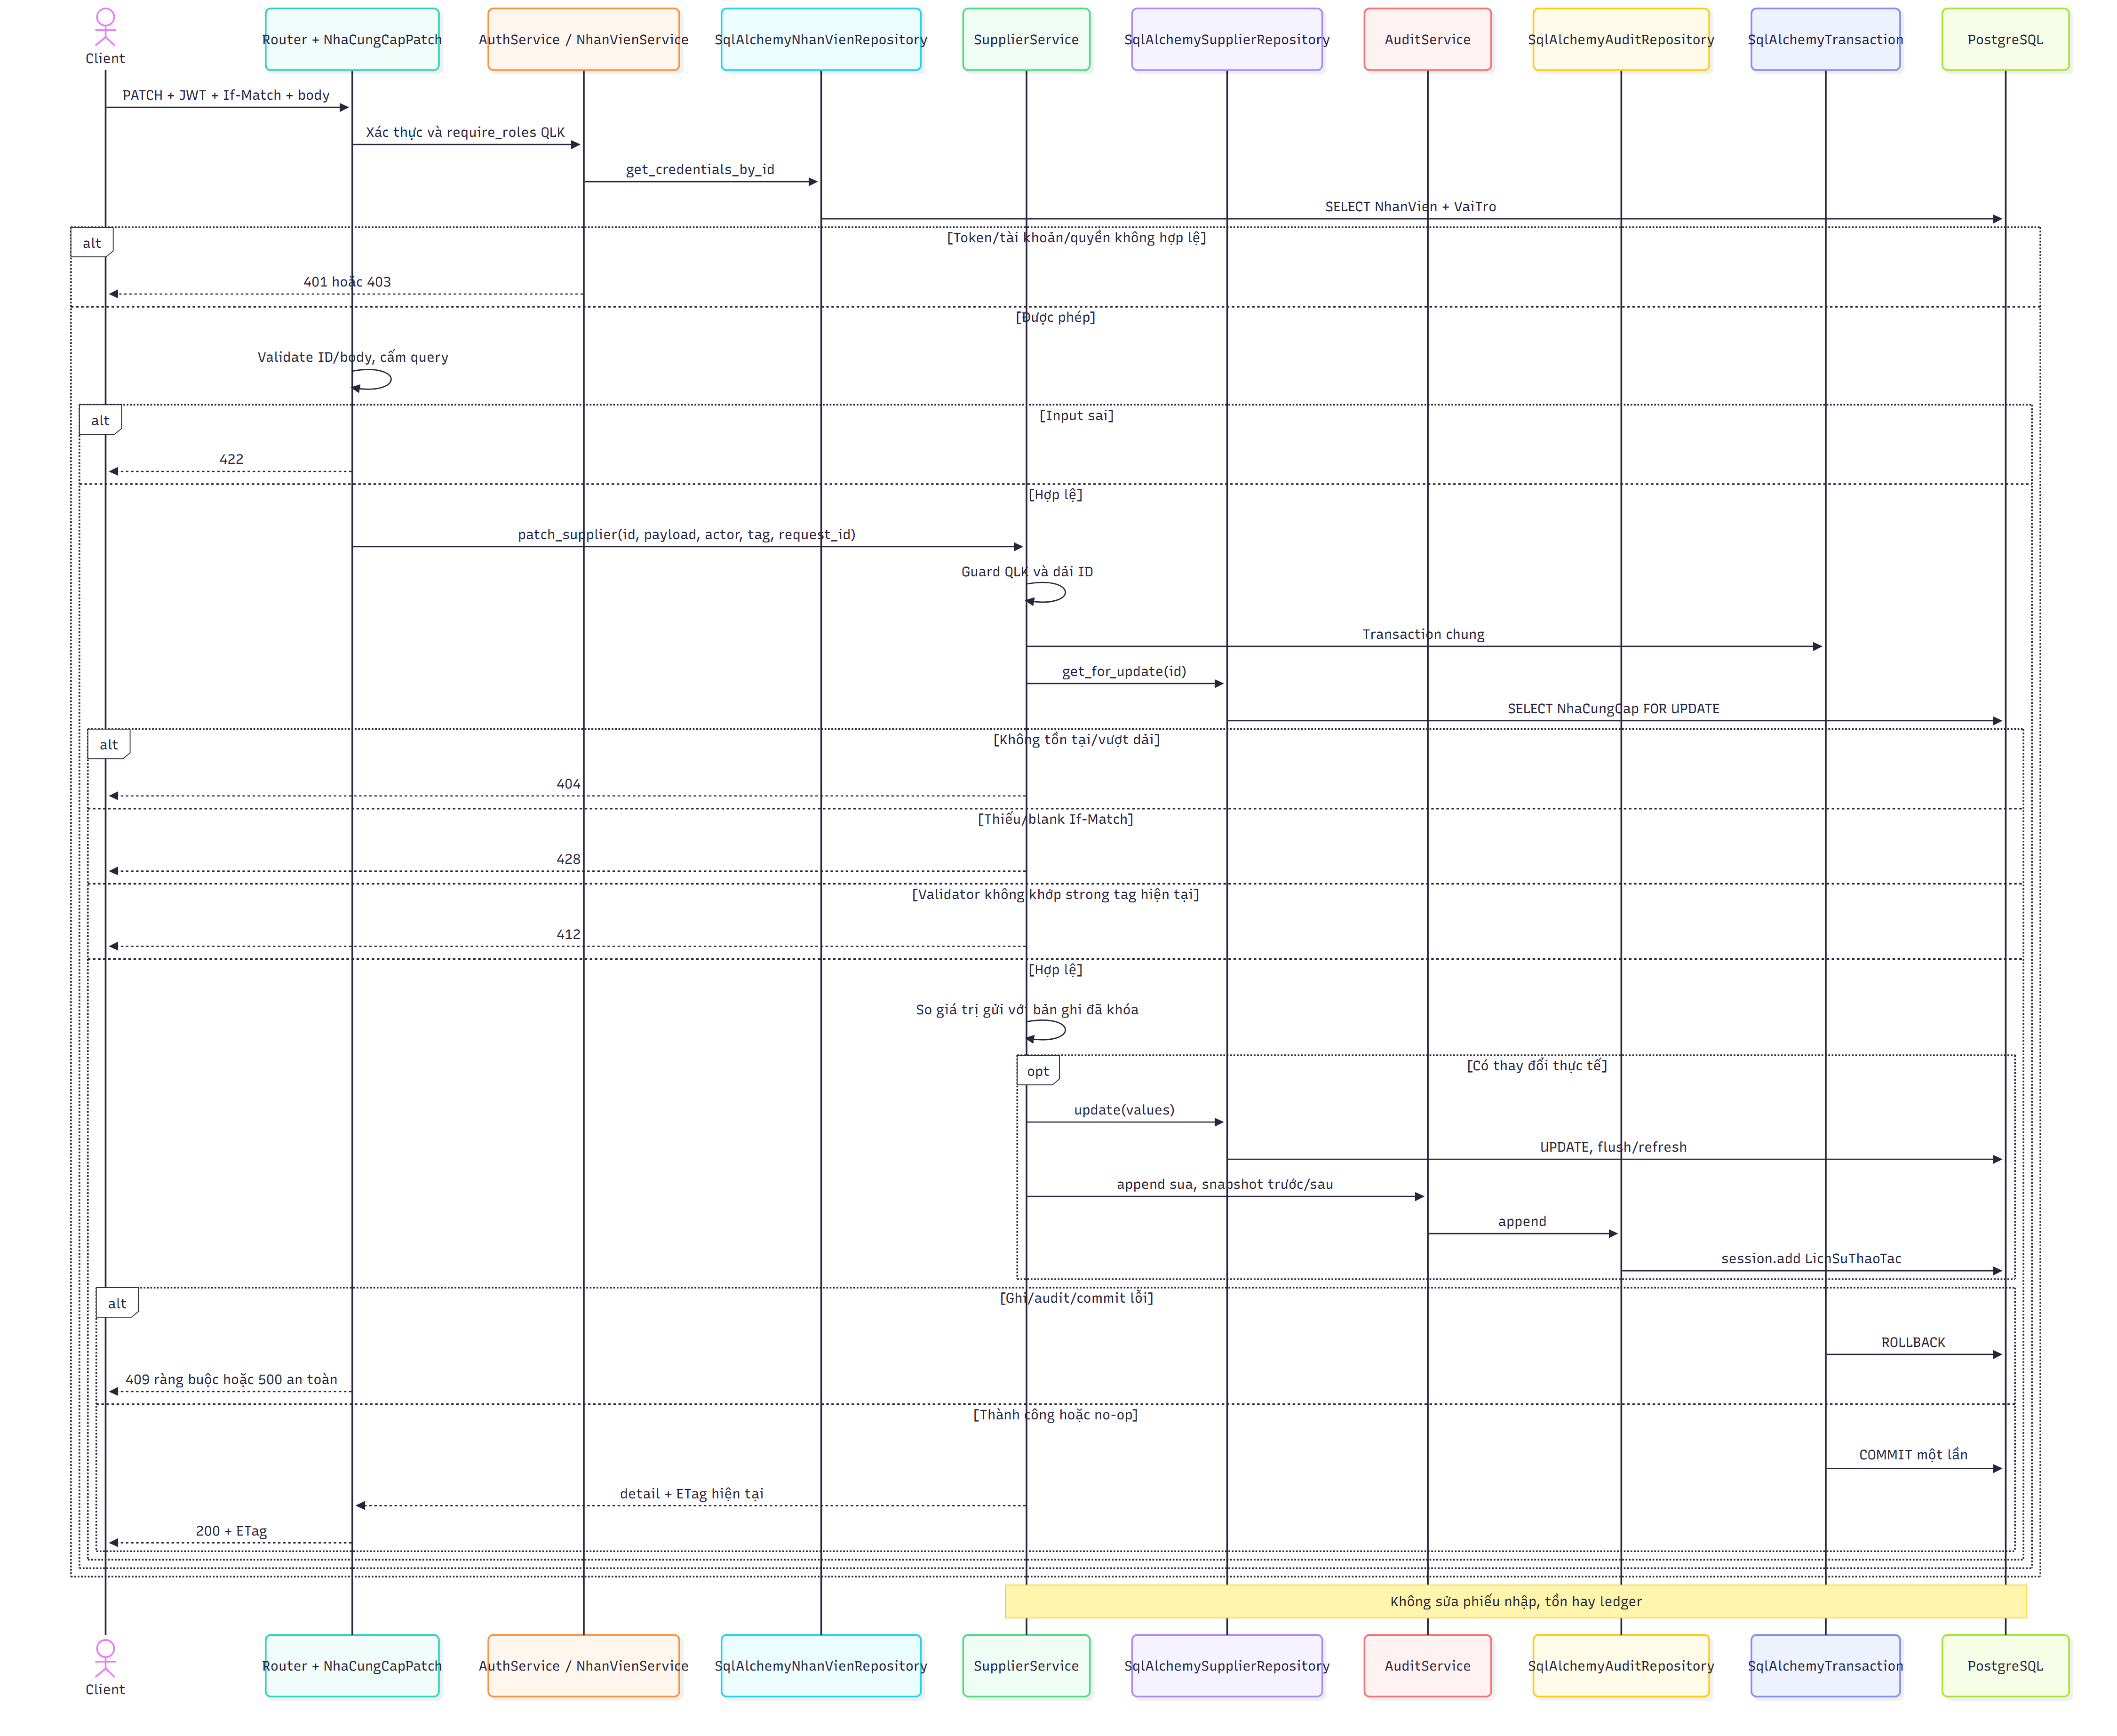 Client
Router + NhaCungCapPatch
AuthService / NhanVienService
SqlAlchemyNhanVienRepository
SupplierService
SqlAlchemySupplierRepository
AuditService
SqlAlchemyAuditRepository
SqlAlchemyTransaction
PostgreSQL
PATCH + JWT + If-Match + body
Xác thực và require_roles QLK
get_credentials_by_id
SELECT NhanVien + VaiTro
alt
[Token/tài khoản/quyền không hợp lệ]
401 hoặc 403
[Được phép]
Validate ID/body, cấm query
alt
[Input sai]
422
[Hợp lệ]
patch_supplier(id, payload, actor, tag, request_id)
Guard QLK và dải ID
Transaction chung
get_for_update(id)
SELECT NhaCungCap FOR UPDATE
alt
[Không tồn tại/vượt dải]
404
[Thiếu/blank If-Match]
428
[Validator không khớp strong tag hiện tại]
412
[Hợp lệ]
So giá trị gửi với bản ghi đã khóa
opt
[Có thay đổi thực tế]
update(values)
UPDATE, flush/refresh
append sua, snapshot trước/sau
append
session.add LichSuThaoTac
alt
[Ghi/audit/commit lỗi]
ROLLBACK
409 ràng buộc hoặc 500 an toàn
[Thành công hoặc no-op]
COMMIT một lần
detail + ETag hiện tại
200 + ETag
Không sửa phiếu nhập, tồn hay ledger
Client
Router + NhaCungCapPatch
AuthService / NhanVienService
SqlAlchemyNhanVienRepository
SupplierService
SqlAlchemySupplierRepository
AuditService
SqlAlchemyAuditRepository
SqlAlchemyTransaction
PostgreSQL